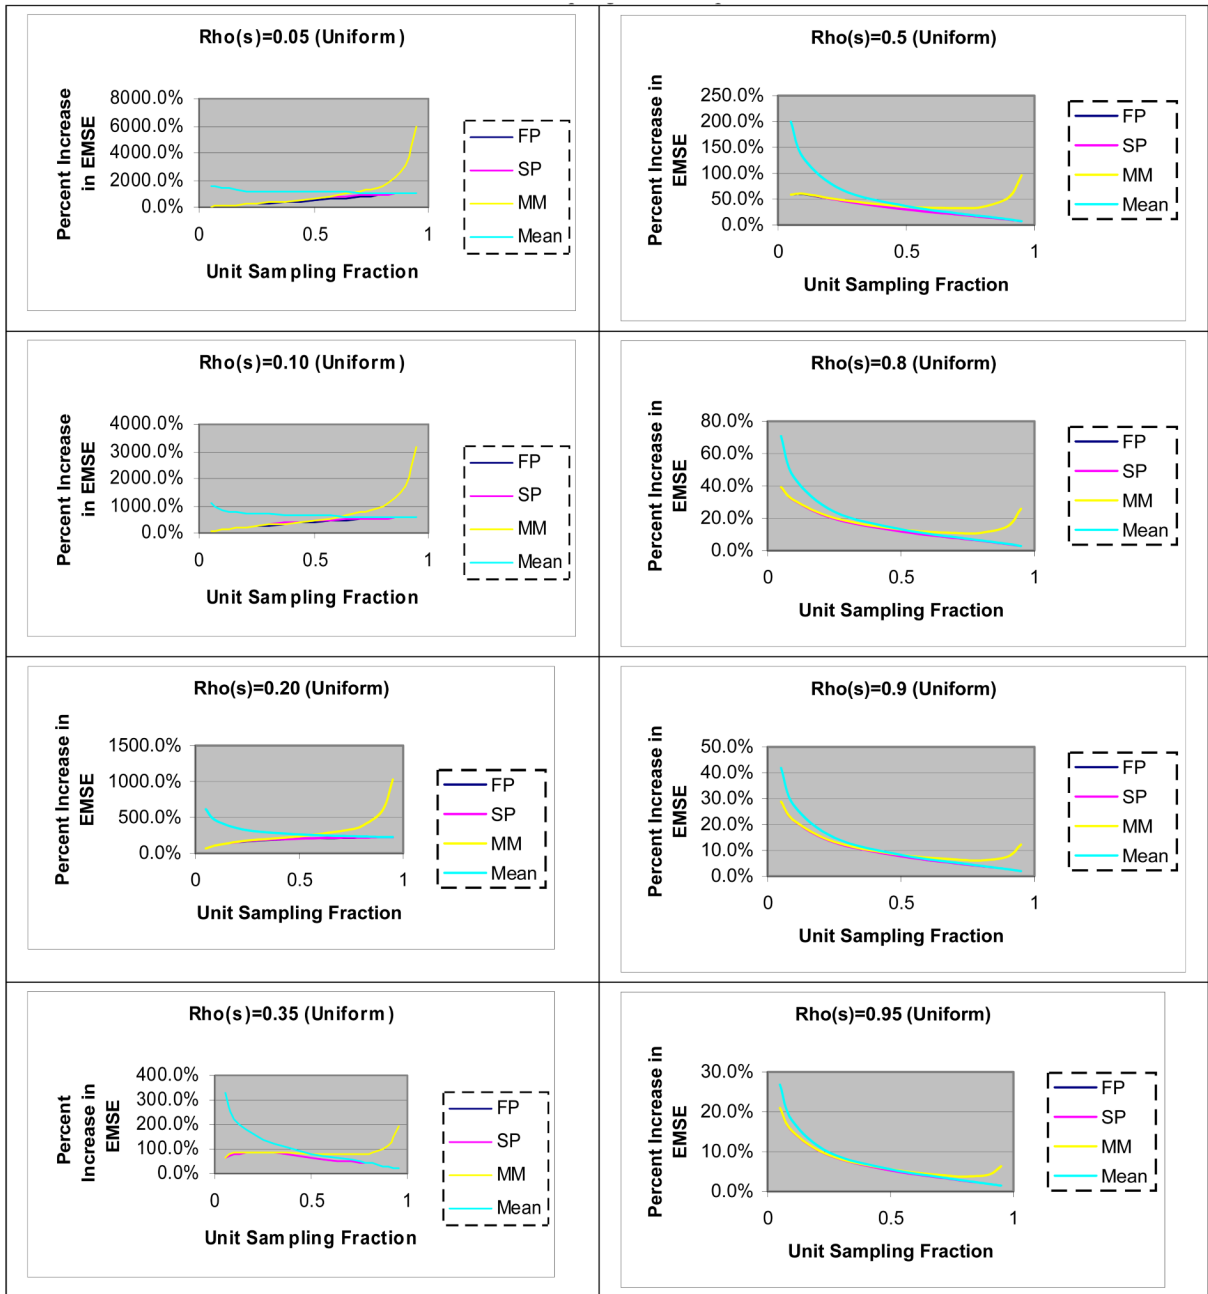 Rho(s)=0.05 (Uniform)
Percent Increase
in EMSE
8000.0%
6000.0%
4000.0%
2000.0%
0.0%
0
0.5
1
Unit Sampling Fraction
FP
SP
MM
Mean
Rho(s)=0.5 (Uniform)
Percent Increase in
EMSE
250.0%
200.0%
150.0%
100.0%
50.0%
0.0%
0
0.5
1
Unit Sampling Fraction
FP
SP
MM
Mean
Rho(s)=0.10 (Uniform)
Percent Increase
in EMSE
4000.0%
3000.0%
2000.0%
1000.0%
0.0%
0
0.5
1
Unit Sampling Fraction
FP
SP
MM
Mean
Rho(s)=0.8 (Uniform)
Percent Increase in
EMSE
80.0%
60.0%
40.0%
20.0%
0.0%
0
0.5
1
Unit Sampling Fraction
FP
SP
MM
Mean
Rho(s)=0.20 (Uniform)
Percent Increase in
EMSE
1500.0%
1000.0%
500.0%
0.0%
0
0.5
1
Unit Sampling Fraction
FP
SP
MM
Mean
Rho(s)=0.9 (Uniform)
Percent Increase in
EMSE
50.0%
40.0%
30.0%
20.0%
10.0%
0.0%
0
0.5
1
Unit Sampling Fraction
FP
SP
MM
Mean
Rho(s)=0.35 (Uniform)
Percent
Increase in
EMSE
400.0%
300.0%
200.0%
100.0%
0.0%
0
0.5
1
Unit Sampling Fraction
FP
SP
MM
Mean
Rho(s)=0.95 (Uniform)
Percent Increase in
EMSE
30.0%
20.0%
10.0%
0.0%
0
0.5
1
Unit Sampling Fraction
FP
SP
MM
Mean